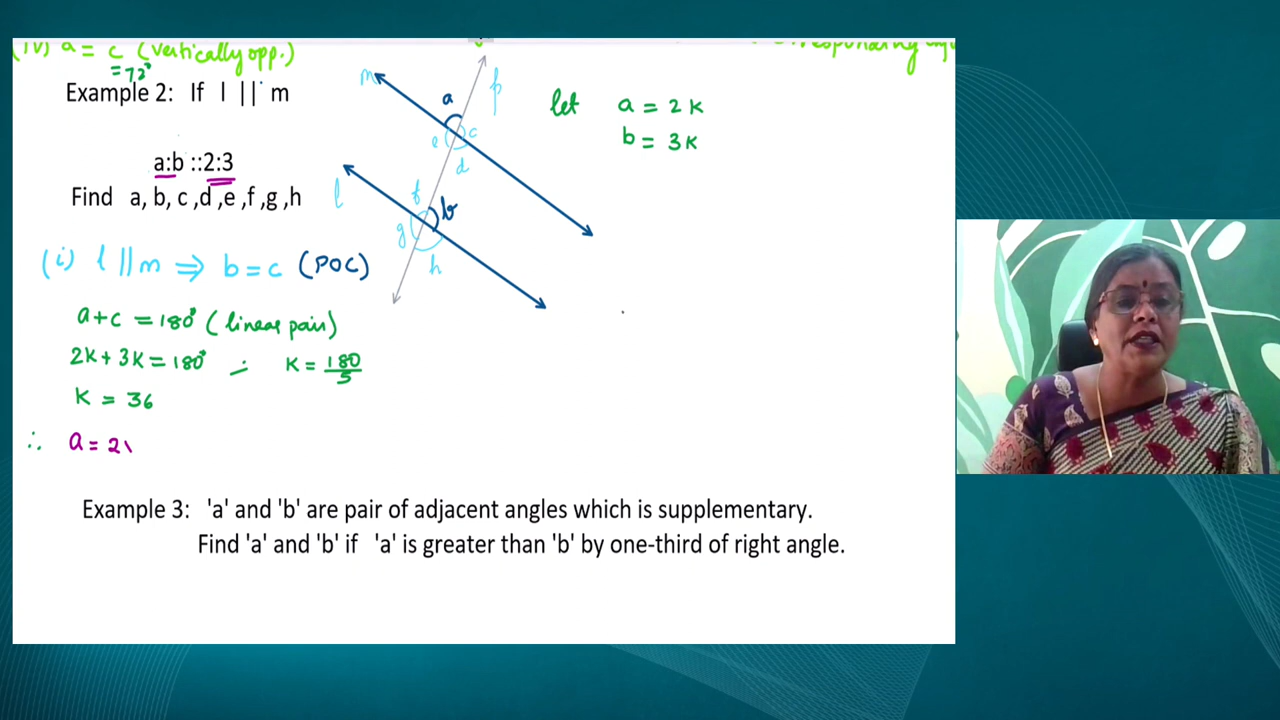 (iv) a = c (vertically opp.)
= 72°
Example 2: If l || m
a:b ::2:3
Find a, b, c ,d ,e ,f ,g ,h
m
a
p
e
c
d
l
f
b
g
h
let a = 2K
b = 3K
(i) l || m ⇒ b = c (POC)
a+c = 180° (linear pair)
2K + 3K = 180° ∴ K = 180/5
K = 36
∴ a = 2
Example 3: 'a' and 'b' are pair of adjacent angles which is supplementary.
Find 'a' and 'b' if 'a' is greater than 'b' by one-third of right angle.